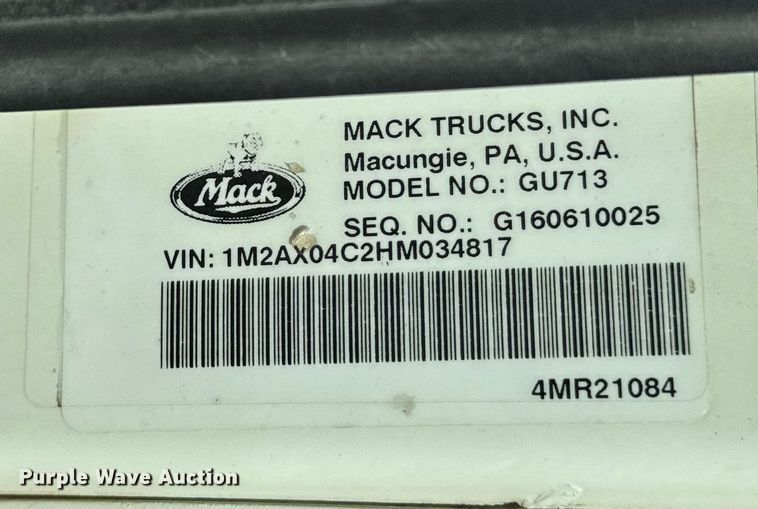 MACK TRUCKS, INC.
Macungie, PA, U.S.A.
MODEL NO.: GU713
Mack
SEQ. NO.: G160610025
VIN: 1M2AX04C2HM034817
4MR21084
Purple Wave Auction